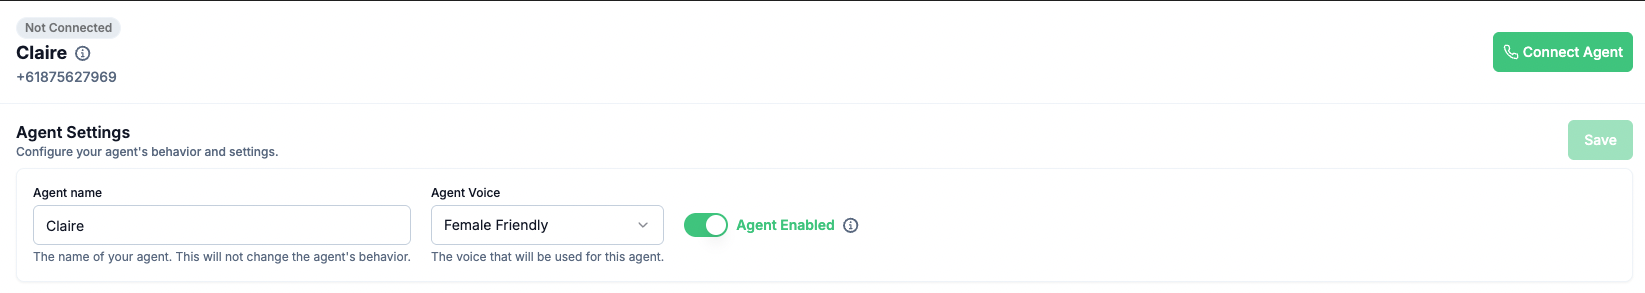 Not Connected
Claire
+61875627969
Connect Agent
Agent Settings
Configure your agent's behavior and settings.
Save
Agent name
Claire
The name of your agent. This will not change the agent's behavior.
Agent Voice
Female Friendly
The voice that will be used for this agent.
Agent Enabled